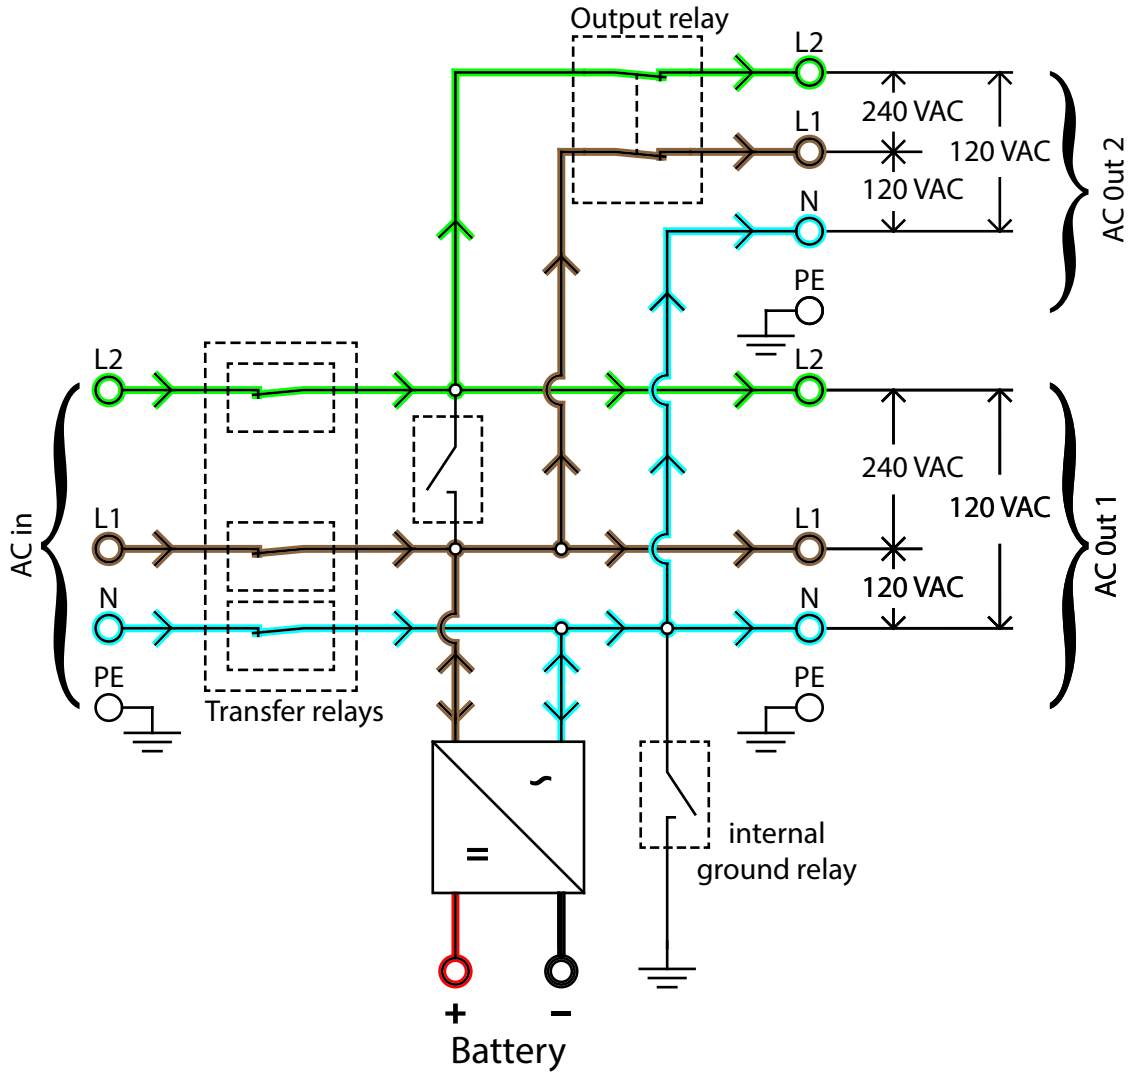 Output relay
L2
240 VAC
L1
120 VAC
120 VAC
N
AC 0ut 2
PE
L2
L2
240 VAC
120 VAC
AC in
L1
L1
AC 0ut 1
120 VAC
N
N
PE
PE
Transfer relays
~
=
internal
ground relay
+ −
Battery